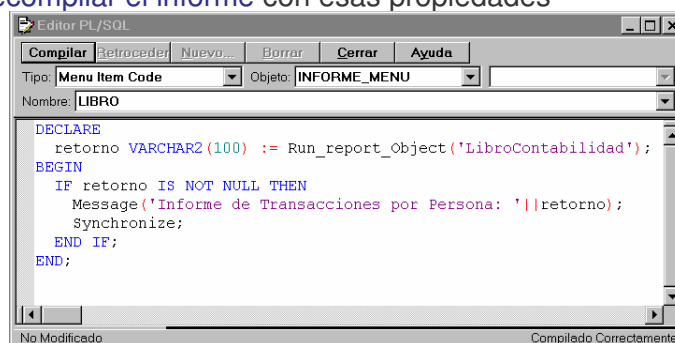 ecompilar el informe con esas propiedades
Editor PL/SQL
Compilar Retroceder Nuevo... Borrar Cerrar Ayuda
Tipo: Menu Item Code Objeto: INFORME_MENU
Nombre: LIBRO
DECLARE
retorno VARCHAR2(100) := Run_report_Object('LibroContabilidad');
BEGIN
IF retorno IS NOT NULL THEN
Message('Informe de Transacciones por Persona: '||retorno);
Synchronize;
END IF;
END;
No Modificado Compilado Correctamente